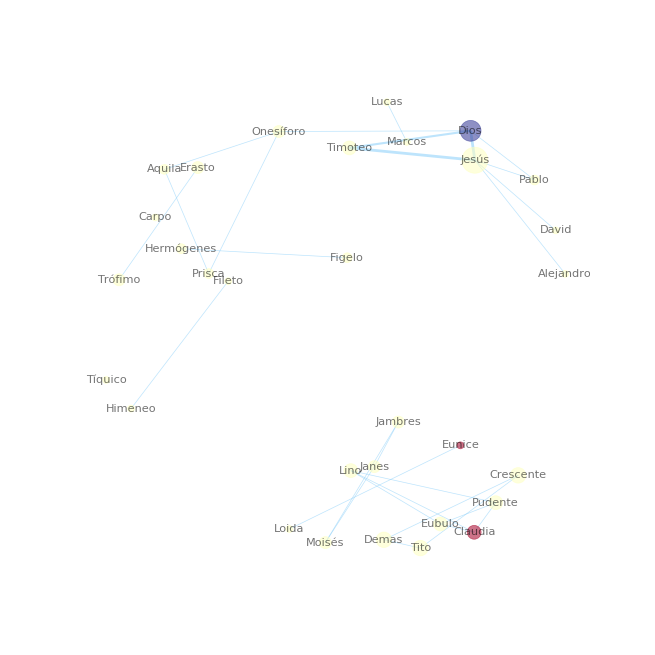 Lucas
Onesíforo
Dios
Marcos
Timoteo
Jesús
Aquila
Erasto
Pablo
Carpo
David
Hermógenes
Figelo
Prisca
Alejandro
Trófimo
Fileto
Tíquico
Himeneo
Jambres
Eunice
Janes
Lino
Crescente
Pudente
Eubulo
Loida
Claudia
Demas
Moisés
Tito